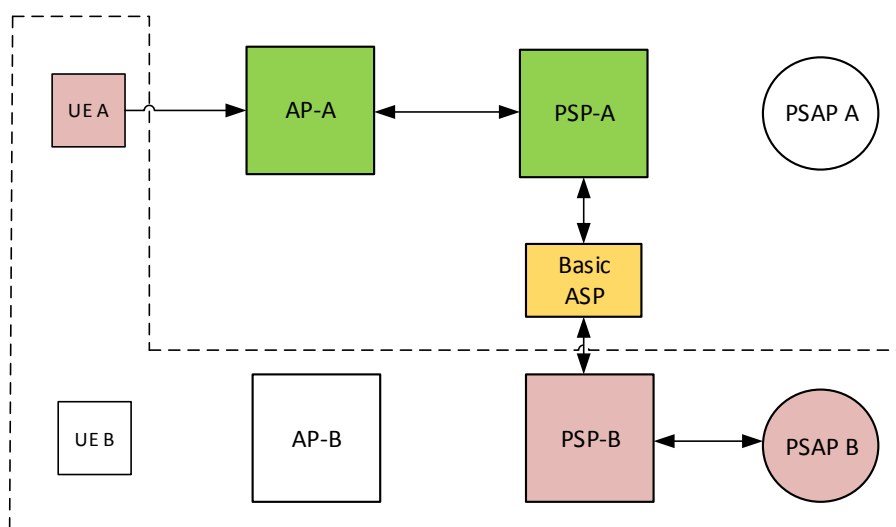 UE A
AP-A
PSP-A
PSAP A
Basic
ASP
UE B
AP-B
PSP-B
PSAP B